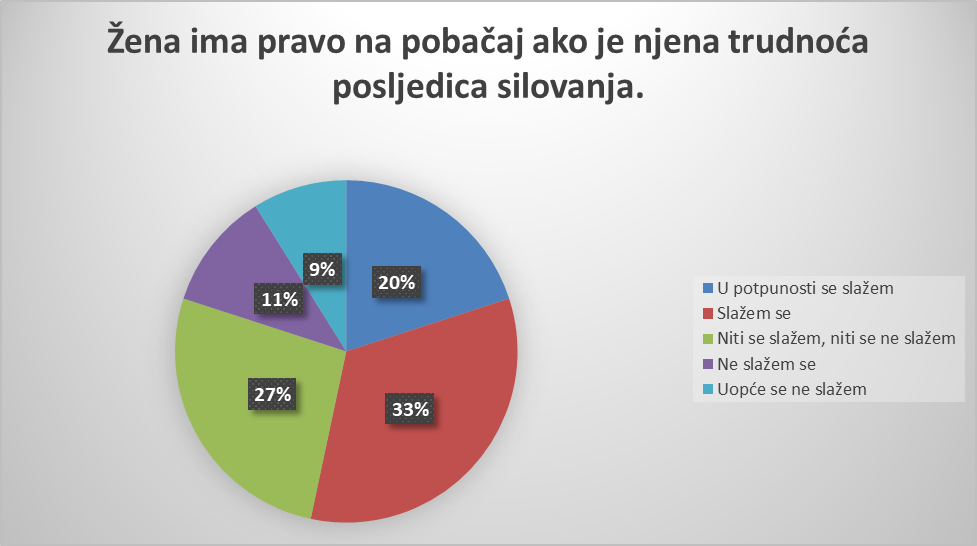 Žena ima pravo na pobačaj ako je njena trudnoća
posljedica silovanja.
9%
20%
11%
27%
33%
U potpunosti se slažem
Slažem se
Niti se slažem, niti se ne slažem
Ne slažem se
Uopće se ne slažem